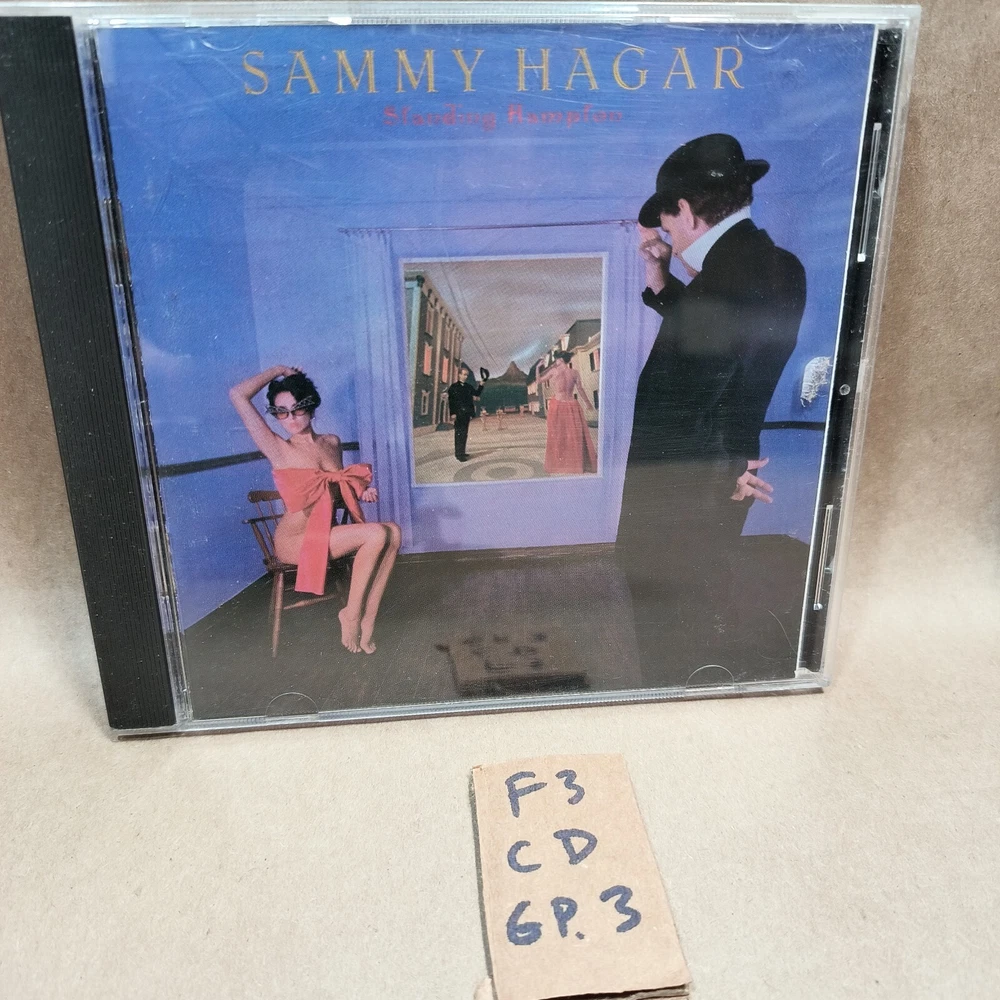 SAMMY HAGAR
Standing Hampton
F3
CD
GP.3